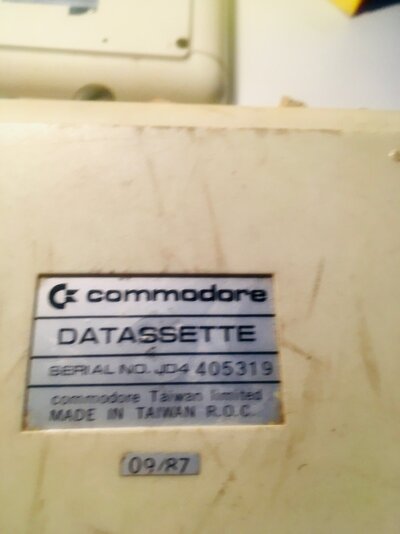 commodore
DATASSETTE
SERIAL NO. JD4 405319
commodore Taiwan limited
MADE IN TAIWAN R.O.C.
09/87